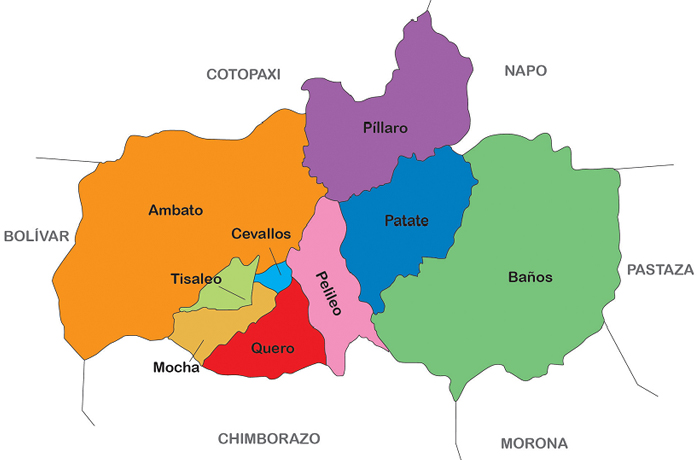 COTOPAXI
NAPO
Píllaro
Ambato
Patate
Cevallos
BOLÍVAR
Tisaleo
Pelileo
Baños
PASTAZA
Quero
Mocha
CHIMBORAZO
MORONA